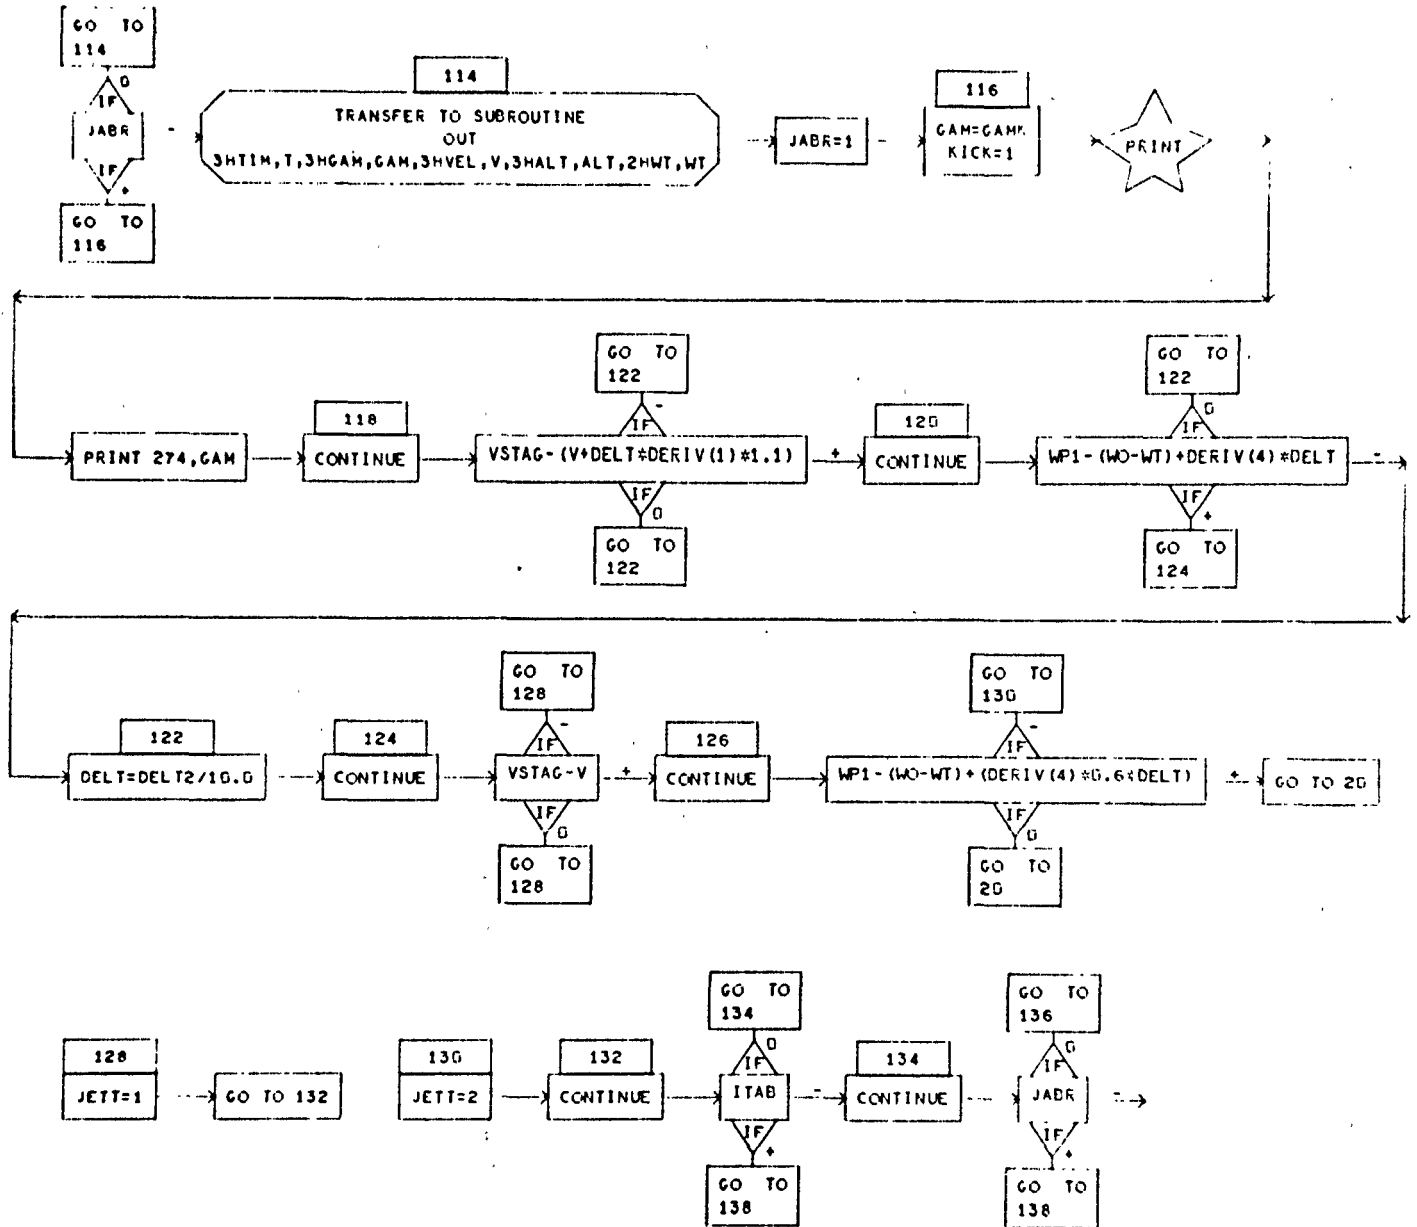 GO TO
114
0
IF
JABR
-
IF
+
GO TO
116
114
TRANSFER TO SUBROUTINE
OUT
3HTIM,T,3HGAM,GAM,3HVEL,V,3HALT,ALT,2HWT,WT
JABR=1
116
GAM=GAMK
KICK=1
PRINT
PRINT 274,GAM
118
CONTINUE
GO TO
122
-
IF
VSTAG-(V+DELT*DERIV(1)*1.1)
+
IF
0
GO TO
122
120
CONTINUE
GO TO
122
0
IF
WP1-(WO-WT)+DERIV(4)*DELT
-
IF
+
GO TO
124
122
DELT=DELT2/10.0
124
CONTINUE
GO TO
128
-
IF
VSTAG-V
+
IF
0
GO TO
128
126
CONTINUE
GO TO
130
-
IF
WP1-(WO-WT)+(DERIV(4)*0.6*DELT)
+
GO TO 20
IF
0
GO TO
20
128
JETT=1
GO TO 132
130
JETT=2
132
CONTINUE
GO TO
134
0
IF
ITAB
-
IF
+
GO TO
138
134
CONTINUE
GO TO
136
0
IF
JABR
-
IF
+
GO TO
138